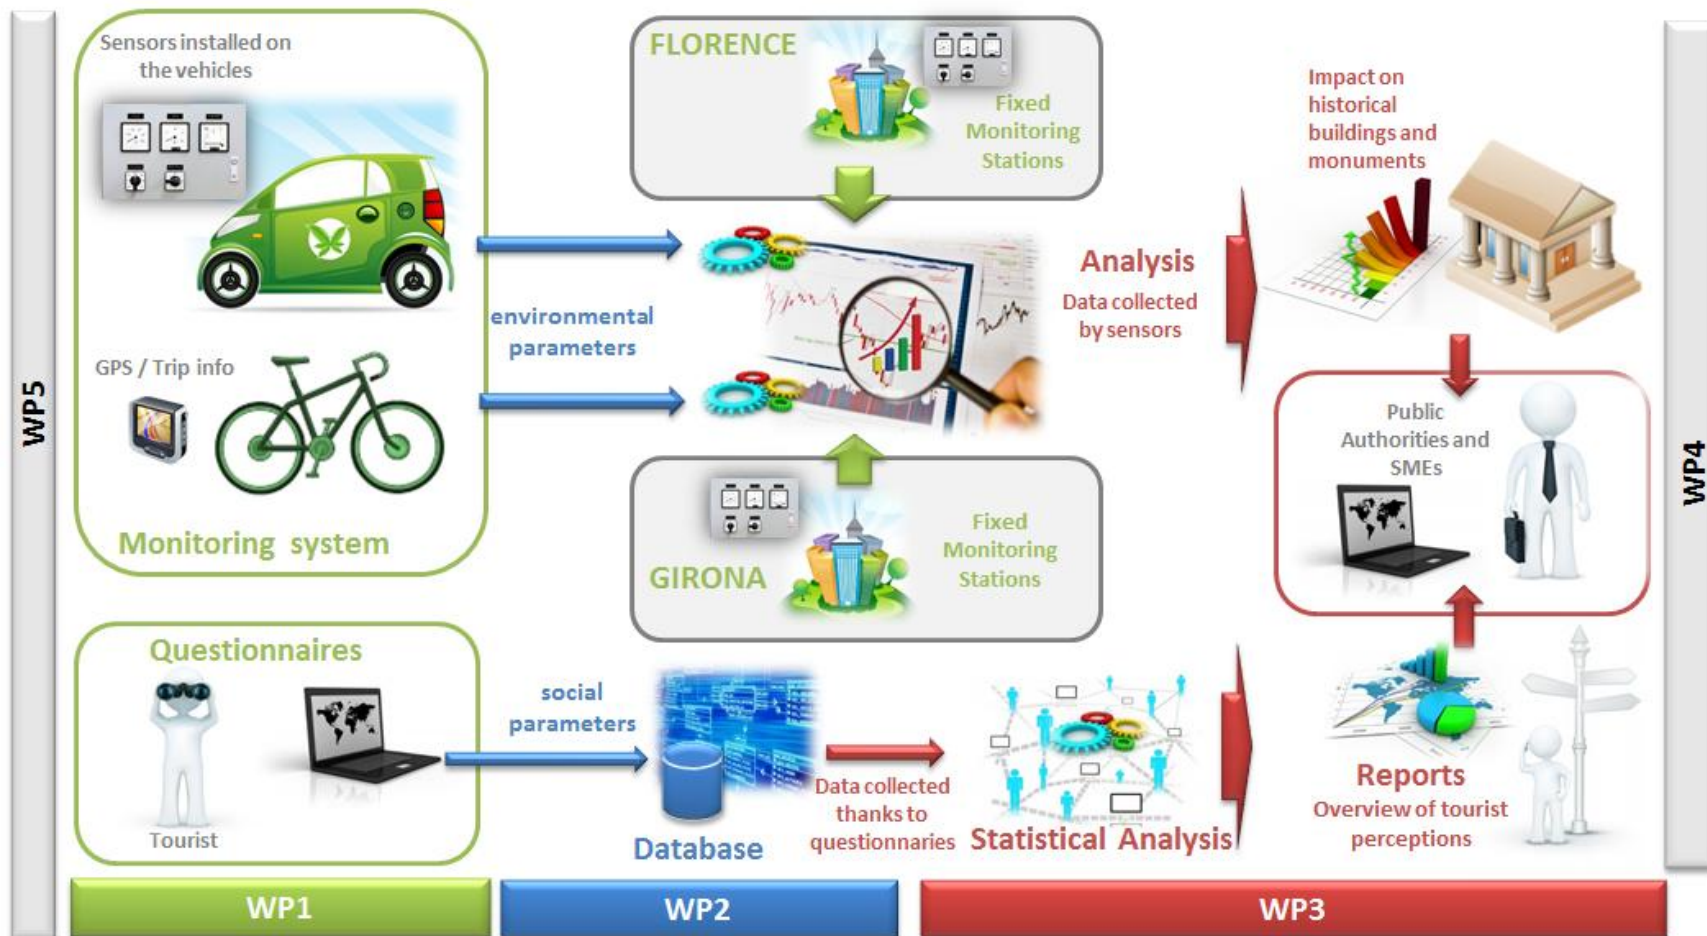 WP5
Sensors installed on
the vehicles
GPS / Trip info
Monitoring system
environmental
parameters
FLORENCE
Fixed
Monitoring
Stations
GIRONA
Fixed
Monitoring
Stations
Analysis
Data collected
by sensors
Impact on
historical
buildings and
monuments
Public
Authorities and
SMEs
WP4
Questionnaires
Tourist
social
parameters
Database
Data collected
thanks to
questionnaries
Statistical Analysis
Reports
Overview of tourist
perceptions
WP1
WP2
WP3